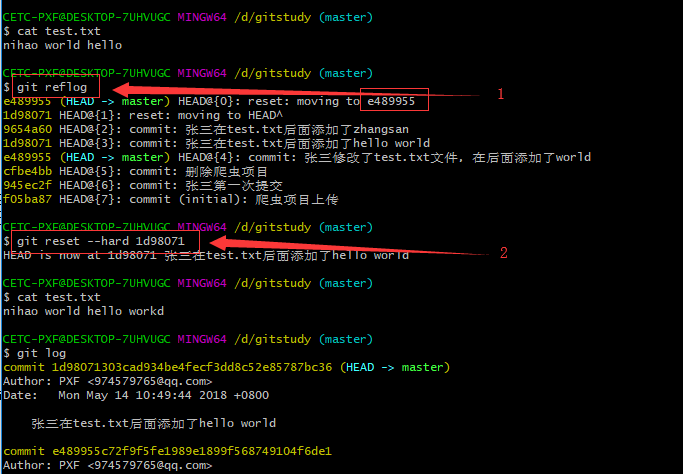 CETC-PXF@DESKTOP-7UHVUGC MINGW64 /d/gitstudy (master)
$ cat test.txt
nihao world hello
CETC-PXF@DESKTOP-7UHVUGC MINGW64 /d/gitstudy (master)
$ git reflog
1
e489955 (HEAD -> master) HEAD@{0}: reset: moving to e489955
1d98071 HEAD@{1}: reset: moving to HEAD^
9654a60 HEAD@{2}: commit: 张三在test.txt后面添加了zhangsan
1d98071 HEAD@{3}: commit: 张三在test.txt后面添加了hello world
e489955 (HEAD -> master) HEAD@{4}: commit: 张三修改了test.txt文件，在后面添加了world
cfbe4bb HEAD@{5}: commit: 删除爬虫项目
945ec2f HEAD@{6}: commit: 张三第一次提交
f05ba87 HEAD@{7}: commit (initial): 爬虫项目上传
CETC-PXF@DESKTOP-7UHVUGC MINGW64 /d/gitstudy (master)
$ git reset --hard 1d98071
2
HEAD is now at 1d98071 张三在test.txt后面添加了hello world
CETC-PXF@DESKTOP-7UHVUGC MINGW64 /d/gitstudy (master)
$ cat test.txt
nihao world hello workd
CETC-PXF@DESKTOP-7UHVUGC MINGW64 /d/gitstudy (master)
$ git log
commit 1d98071303cad934be4fecf3dd8c52e85787bc36 (HEAD -> master)
Author: PXF <974579765@qq.com>
Date:   Mon May 14 10:49:44 2018 +0800
张三在test.txt后面添加了hello world
commit e489955c72f9f5fe1989e1899f568749104f6de1
Author: PXF <974579765@qq.com>